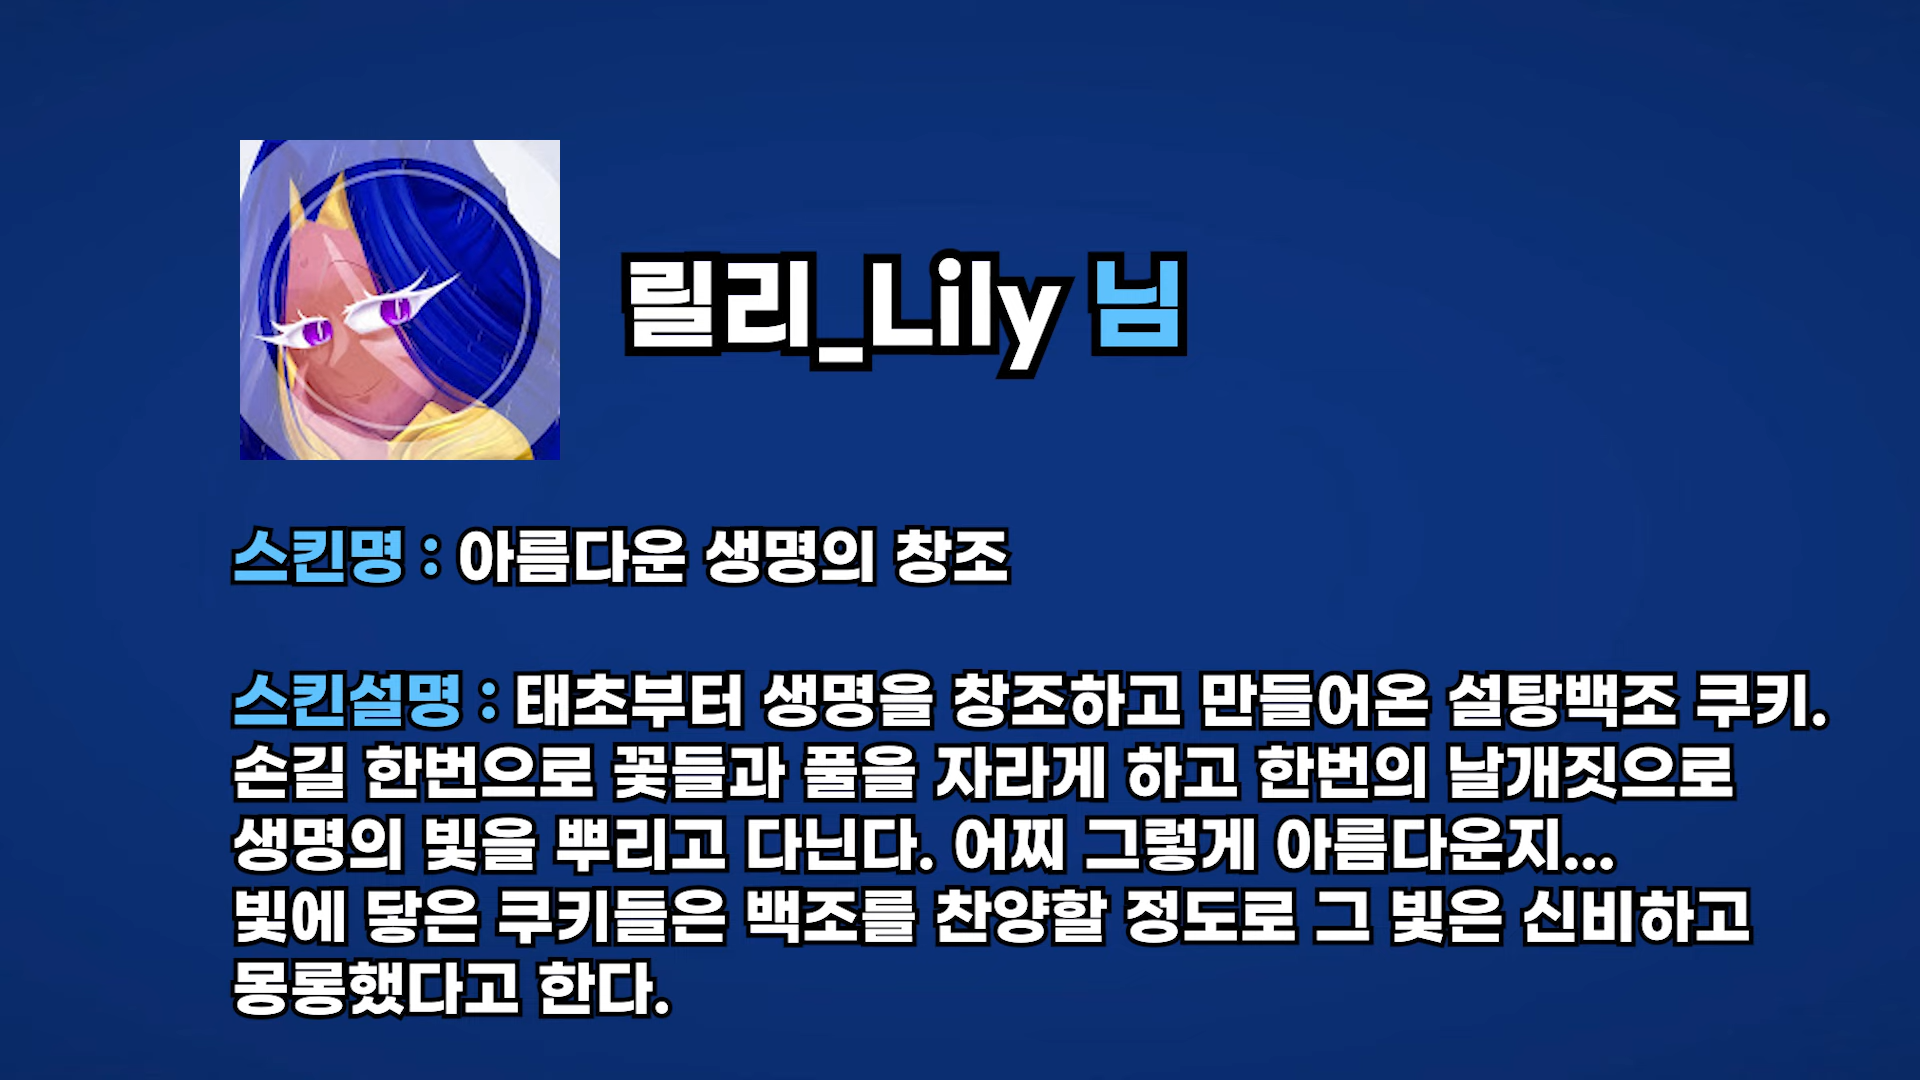 릴리_Lily 님
스킨명 : 아름다운 생명의 창조
스킨설명 : 태초부터 생명을 창조하고 만들어온 설탕백조 쿠키.
손길 한번으로 꽃들과 풀을 자라게 하고 한번의 날개짓으로
생명의 빛을 뿌리고 다닌다. 어찌 그렇게 아름다운지...
빛에 닿은 쿠키들은 백조를 찬양할 정도로 그 빛은 신비하고
몽롱했다고 한다.